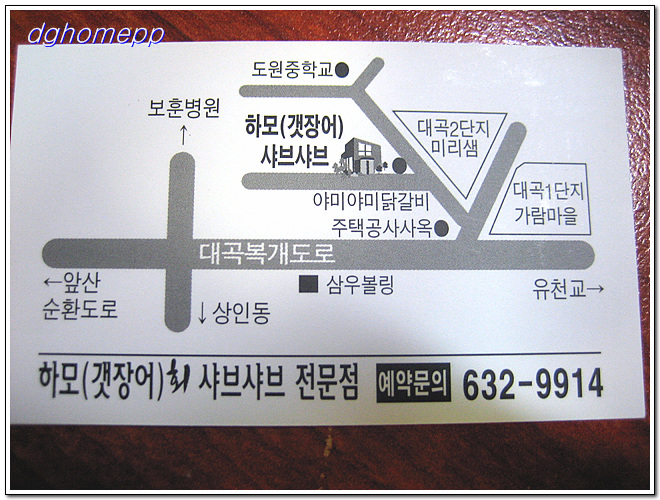 dghomepp
도원중학교
보훈병원
↑
하모(갯장어)
샤브샤브
대곡2단지
미리샘
대곡1단지
가람마을
야미야미닭갈비
주택공사사옥
대곡복개도로
←앞산
순환도로
↓상인동
삼우볼링
유천교→
하모(갯장어)회 샤브샤브 전문점 예약문의 632-9914